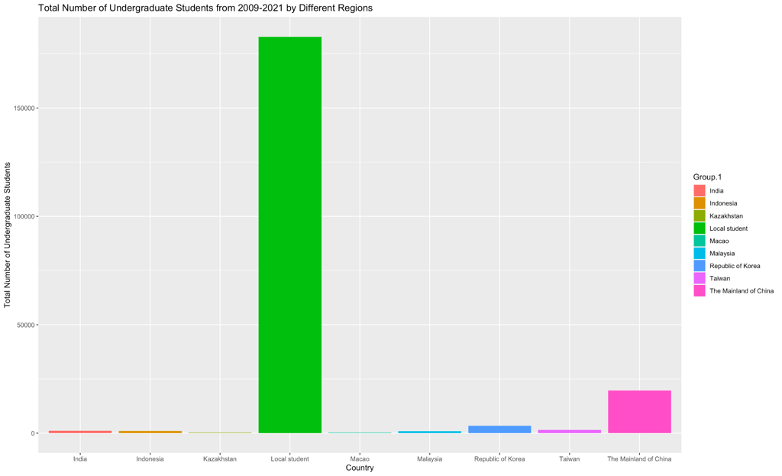 Total Number of Undergraduate Students from 2009-2021 by Different Regions
Total Number of Undergraduate Students
150000
100000
50000
0
India
Indonesia
Kazakhstan
Local student
Macao
Malaysia
Republic of Korea
Taiwan
The Mainland of China
Country
Group.1
India
Indonesia
Kazakhstan
Local student
Macao
Malaysia
Republic of Korea
Taiwan
The Mainland of China